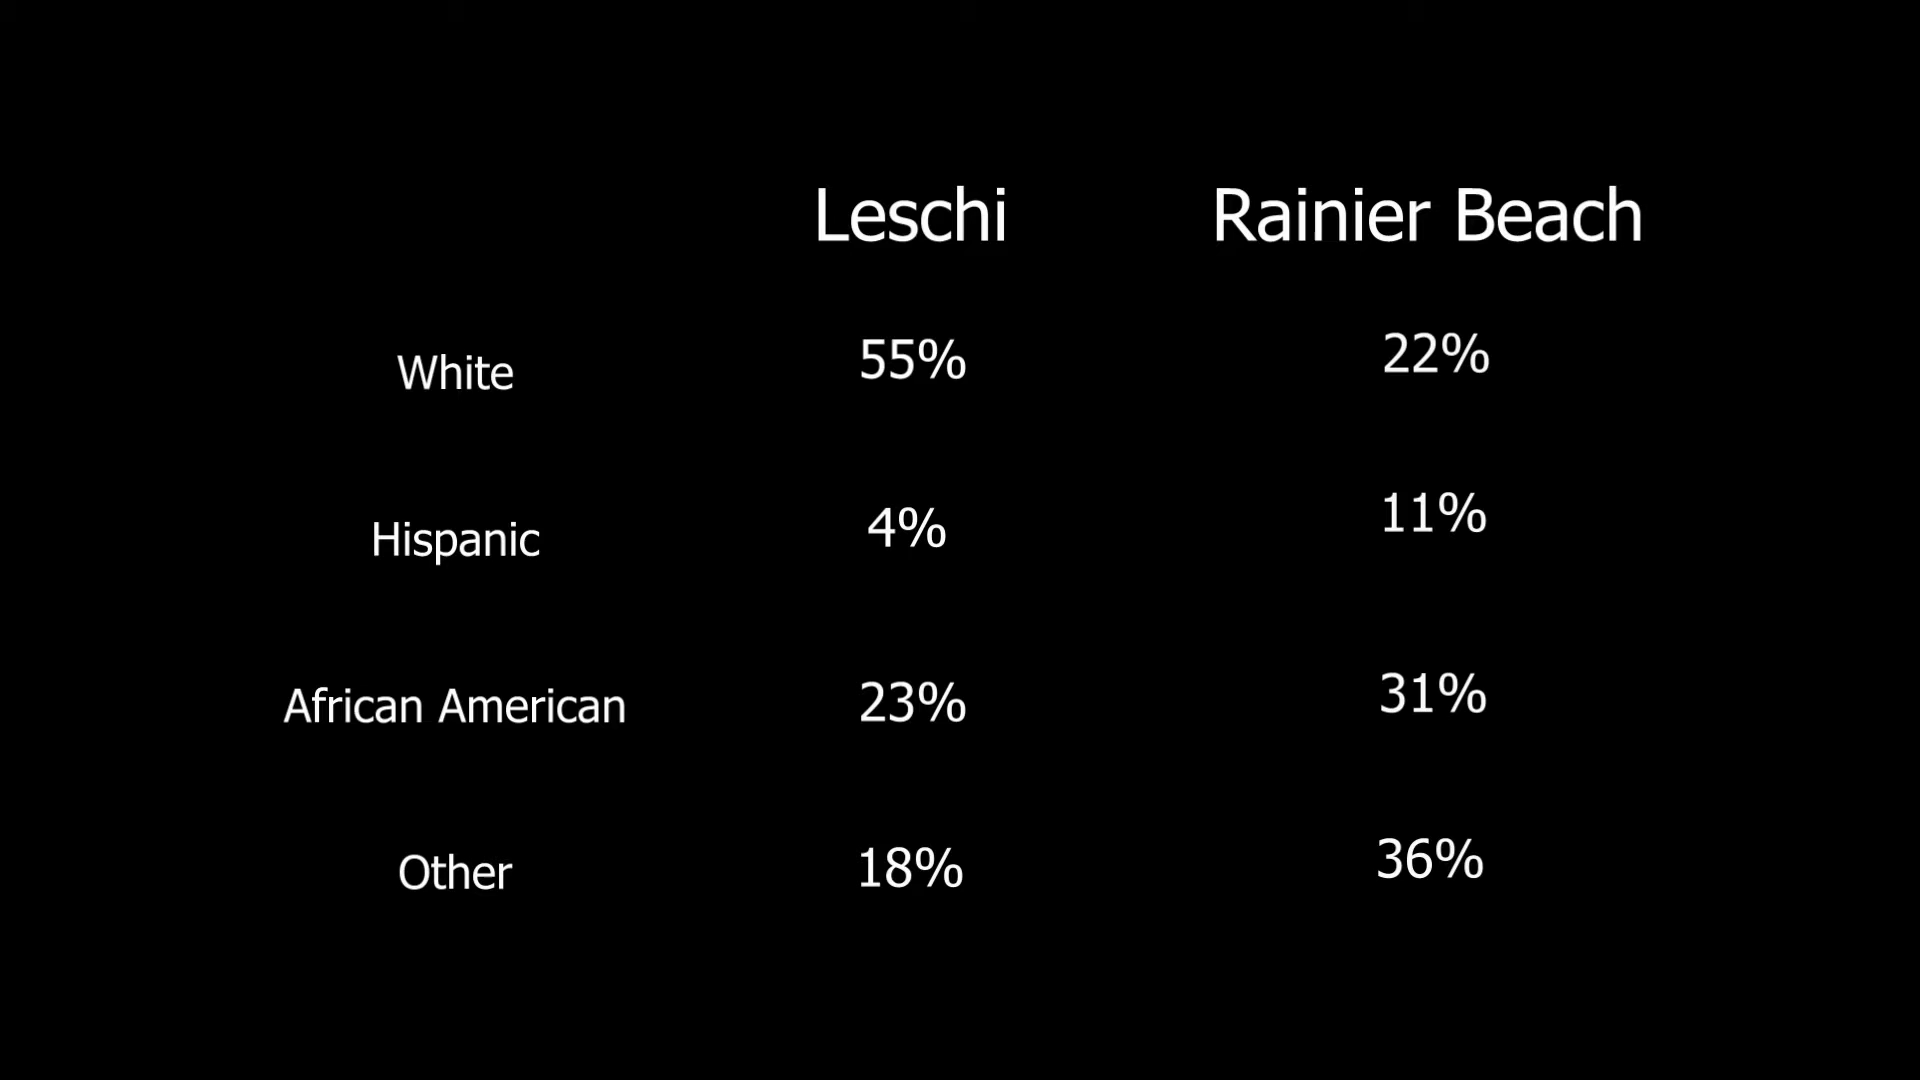 Leschi Rainier Beach
White 55% 22%
Hispanic 4% 11%
African American 23% 31%
Other 18% 36%